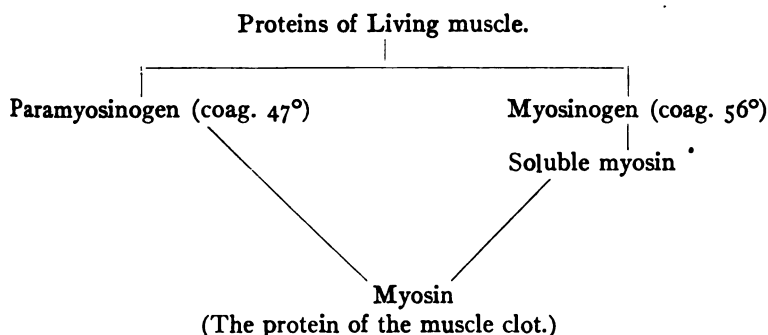 Proteins of Living muscle.
Paramyosinogen (coag. 47°) Myosinogen (coag. 56°)
Soluble myosin
Myosin
(The protein of the muscle clot.)